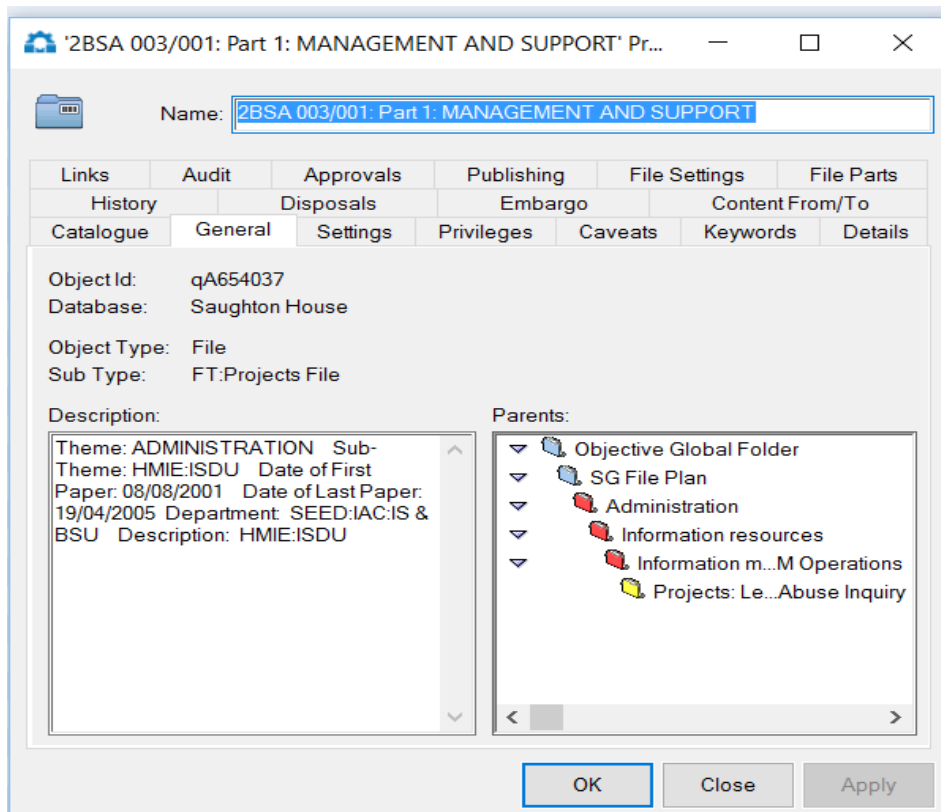 '2BSA 003/001: Part 1: MANAGEMENT AND SUPPORT' Pr...
Name: 2BSA 003/001: Part 1: MANAGEMENT AND SUPPORT
Links Audit Approvals Publishing File Settings File Parts
History Disposals Embargo Content From/To
Catalogue General Settings Privileges Caveats Keywords Details
Object Id: qA654037
Database: Saughton House
Object Type: File
Sub Type: FT:Projects File
Description:
Theme: ADMINISTRATION Sub-
Theme: HMIE:ISDU Date of First
Paper: 08/08/2001 Date of Last Paper:
19/04/2005 Department: SEED:IAC:IS &
BSU Description: HMIE:ISDU
Parents:
Objective Global Folder
SG File Plan
Administration
Information resources
Information m...M Operations
Projects: Le...Abuse Inquiry
OK Close Apply